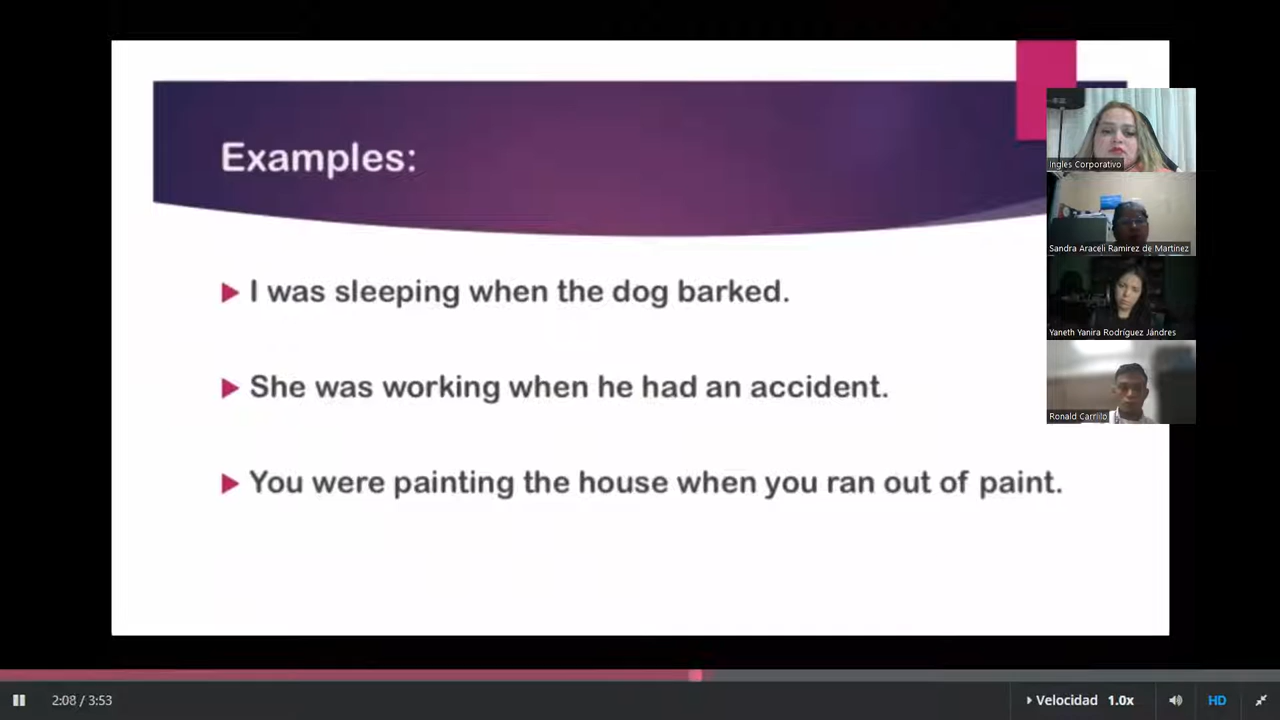 Examples:
I was sleeping when the dog barked.
She was working when he had an accident.
You were painting the house when you ran out of paint.
Ingles Corporativo
Sandra Araceli Ramirez de Martinez
Yaneth Yanira Rodríguez Jándres
Ronald Carrillo
2:08 / 3:53
Velocidad 1.0x
HD